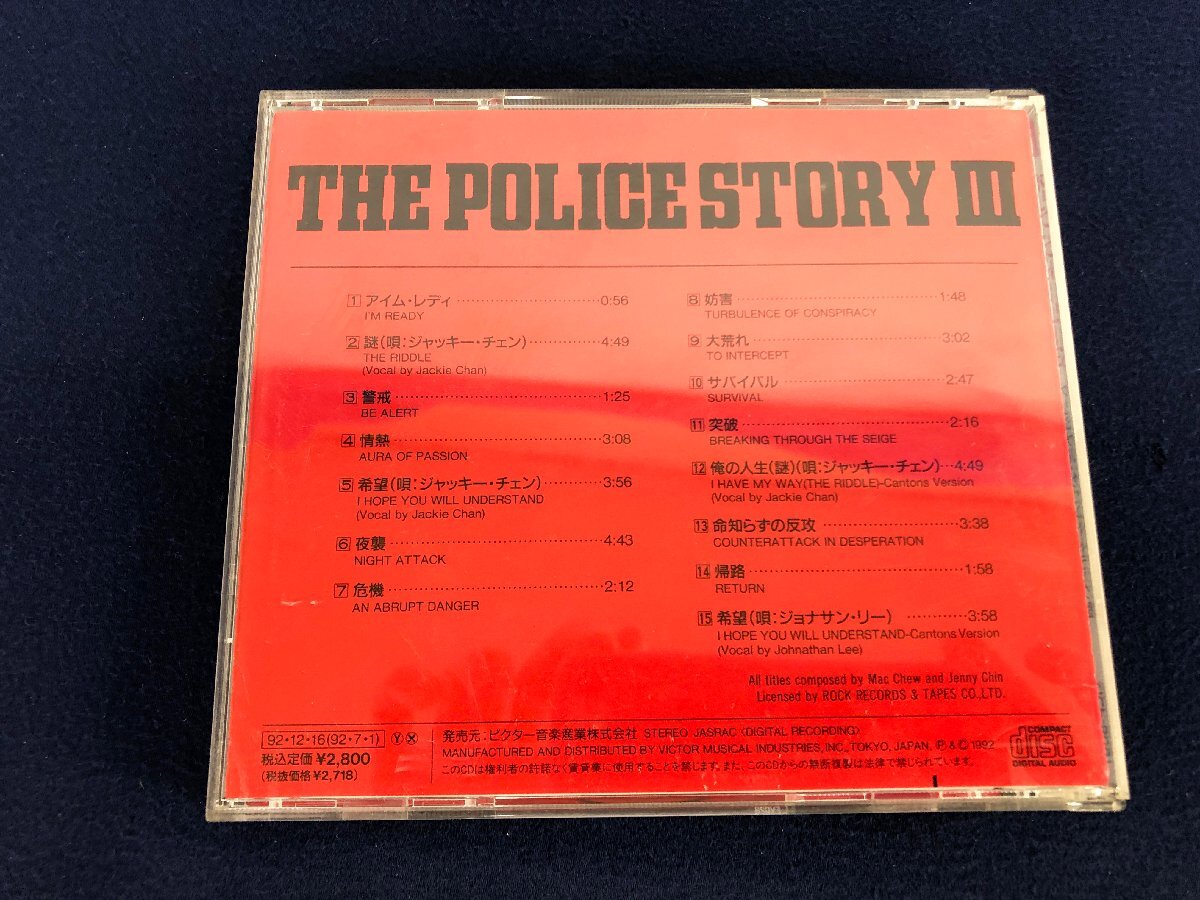 THE POLICE STORY III
1 アイム・レディ……………………0:56
I'M READY
2 謎(唄:ジャッキー・チェン)…………4:49
THE RIDDLE
(Vocal by Jackie Chan)
3 警戒……………………………1:25
BE ALERT
4 情熱……………………………3:08
AURA OF PASSION
5 希望(唄:ジャッキー・チェン)…………3:56
I HOPE YOU WILL UNDERSTAND
(Vocal by Jackie Chan)
6 夜襲……………………………4:43
NIGHT ATTACK
7 危機……………………………2:12
AN ABRUPT DANGER
8 妨害……………………………1:48
TURBULENCE OF CONSPIRACY
9 大荒れ…………………………3:02
TO INTERCEPT
10 サバイバル………………………2:47
SURVIVAL
11 突破……………………………2:16
BREAKING THROUGH THE SEIGE
12 俺の人生(謎)(唄:ジャッキー・チェン)…4:49
I HAVE MY WAY(THE RIDDLE)-Cantons Version
(Vocal by Jackie Chan)
13 命知らずの反攻……………………3:38
COUNTERATTACK IN DESPERATION
14 帰路……………………………1:58
RETURN
15 希望(唄:ジョナサン・リー)…………3:58
I HOPE YOU WILL UNDERSTAND-Cantons Version
(Vocal by Johnathan Lee)
All titles composed by Mac Chew and Jenny Chin
Licensed by ROCK RECORDS & TAPES CO.,LTD.
92・12・16(92・7・1) Ⓨ Ⓧ
税込定価¥2,800
(税抜価格¥2,718)
発売元:ビクター音楽産業株式会社 STEREO JASRAC (DIGITAL RECORDING)
MANUFACTURED AND DISTRIBUTED BY VICTOR MUSICAL INDUSTRIES, INC., TOKYO, JAPAN. Ⓟ & © 1992
このCDは権利者の許諾なく賃貸業に使用することを禁じます。また、このCDからの無断複製は法律で禁じられています。
COMPACT
disc
DIGITAL AUDIO